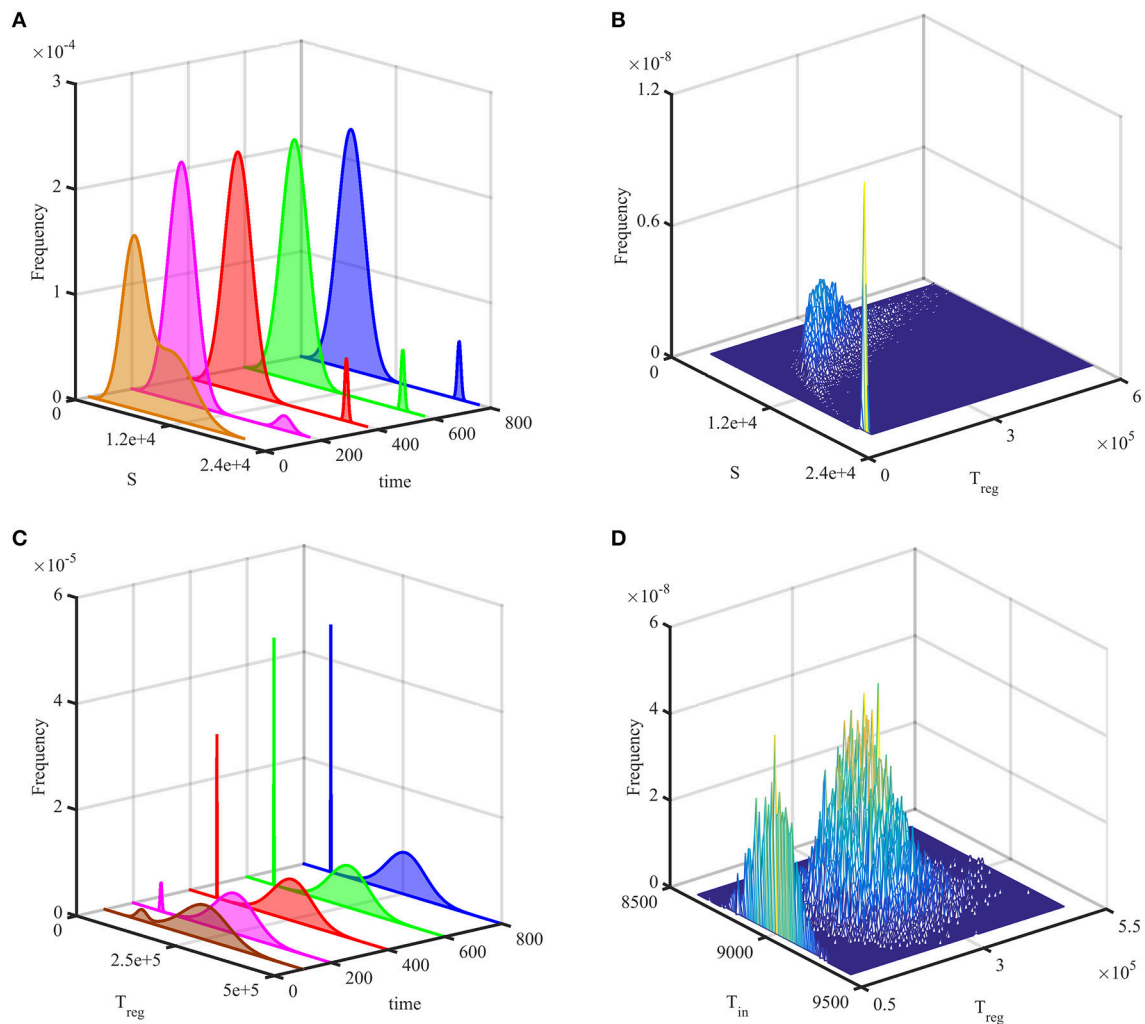 A
×10⁻⁴
3
2
1
0
Frequency
0
1.2e+4
2.4e+4
S
0
200
400
600
800
time
B
×10⁻⁸
1.2
0.6
0
Frequency
0
1.2e+4
2.4e+4
S
0
3
6
×10⁵
T_reg
C
×10⁻⁵
6
4
2
0
Frequency
0
2.5e+5
5e+5
T_reg
0
200
400
600
800
time
D
×10⁻⁸
6
4
2
0
Frequency
8500
9000
9500
T_in
0.5
3
5.5
×10⁵
T_reg